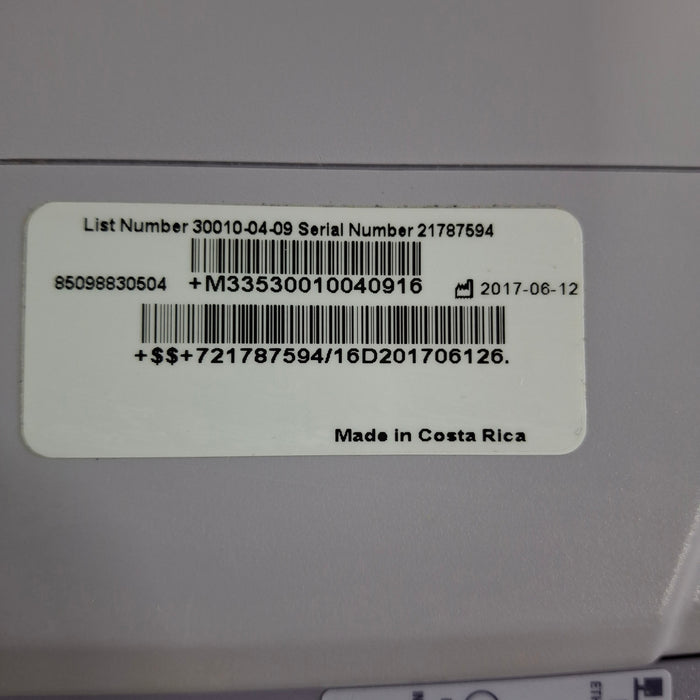 List Number 30010-04-09 Serial Number 21787594
85098830504 +M33530010040916 2017-06-12
+$$+721787594/16D201706126.
Made in Costa Rica